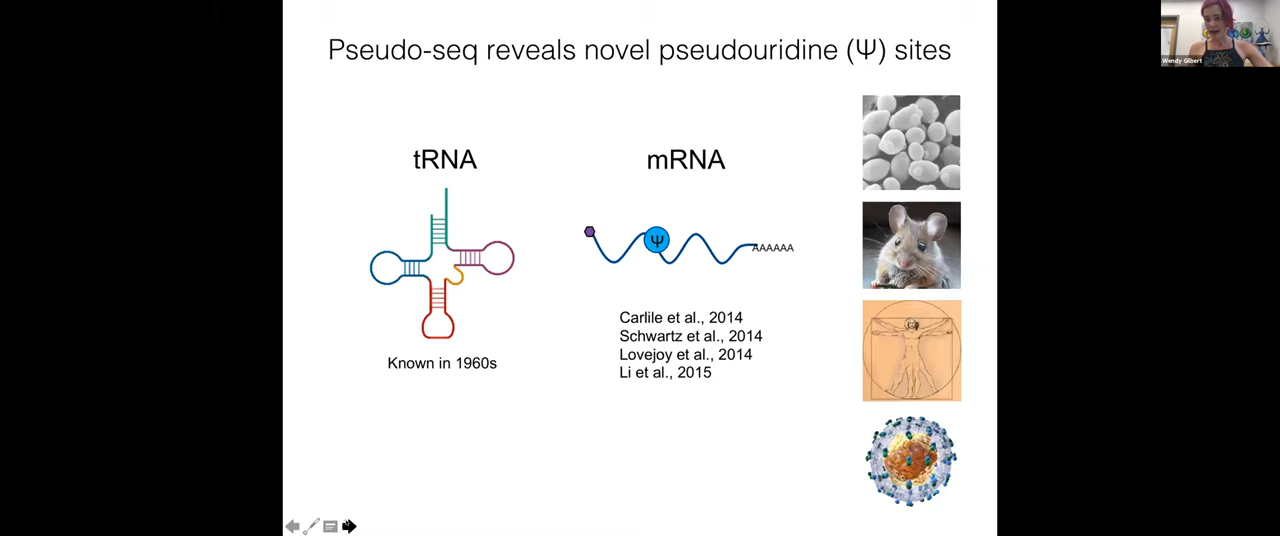 Pseudo-seq reveals novel pseudouridine (Ψ) sites
Wendy Gilbert
tRNA
mRNA
Ψ
AAAAAA
Carlile et al., 2014
Schwartz et al., 2014
Lovejoy et al., 2014
Li et al., 2015
Known in 1960s